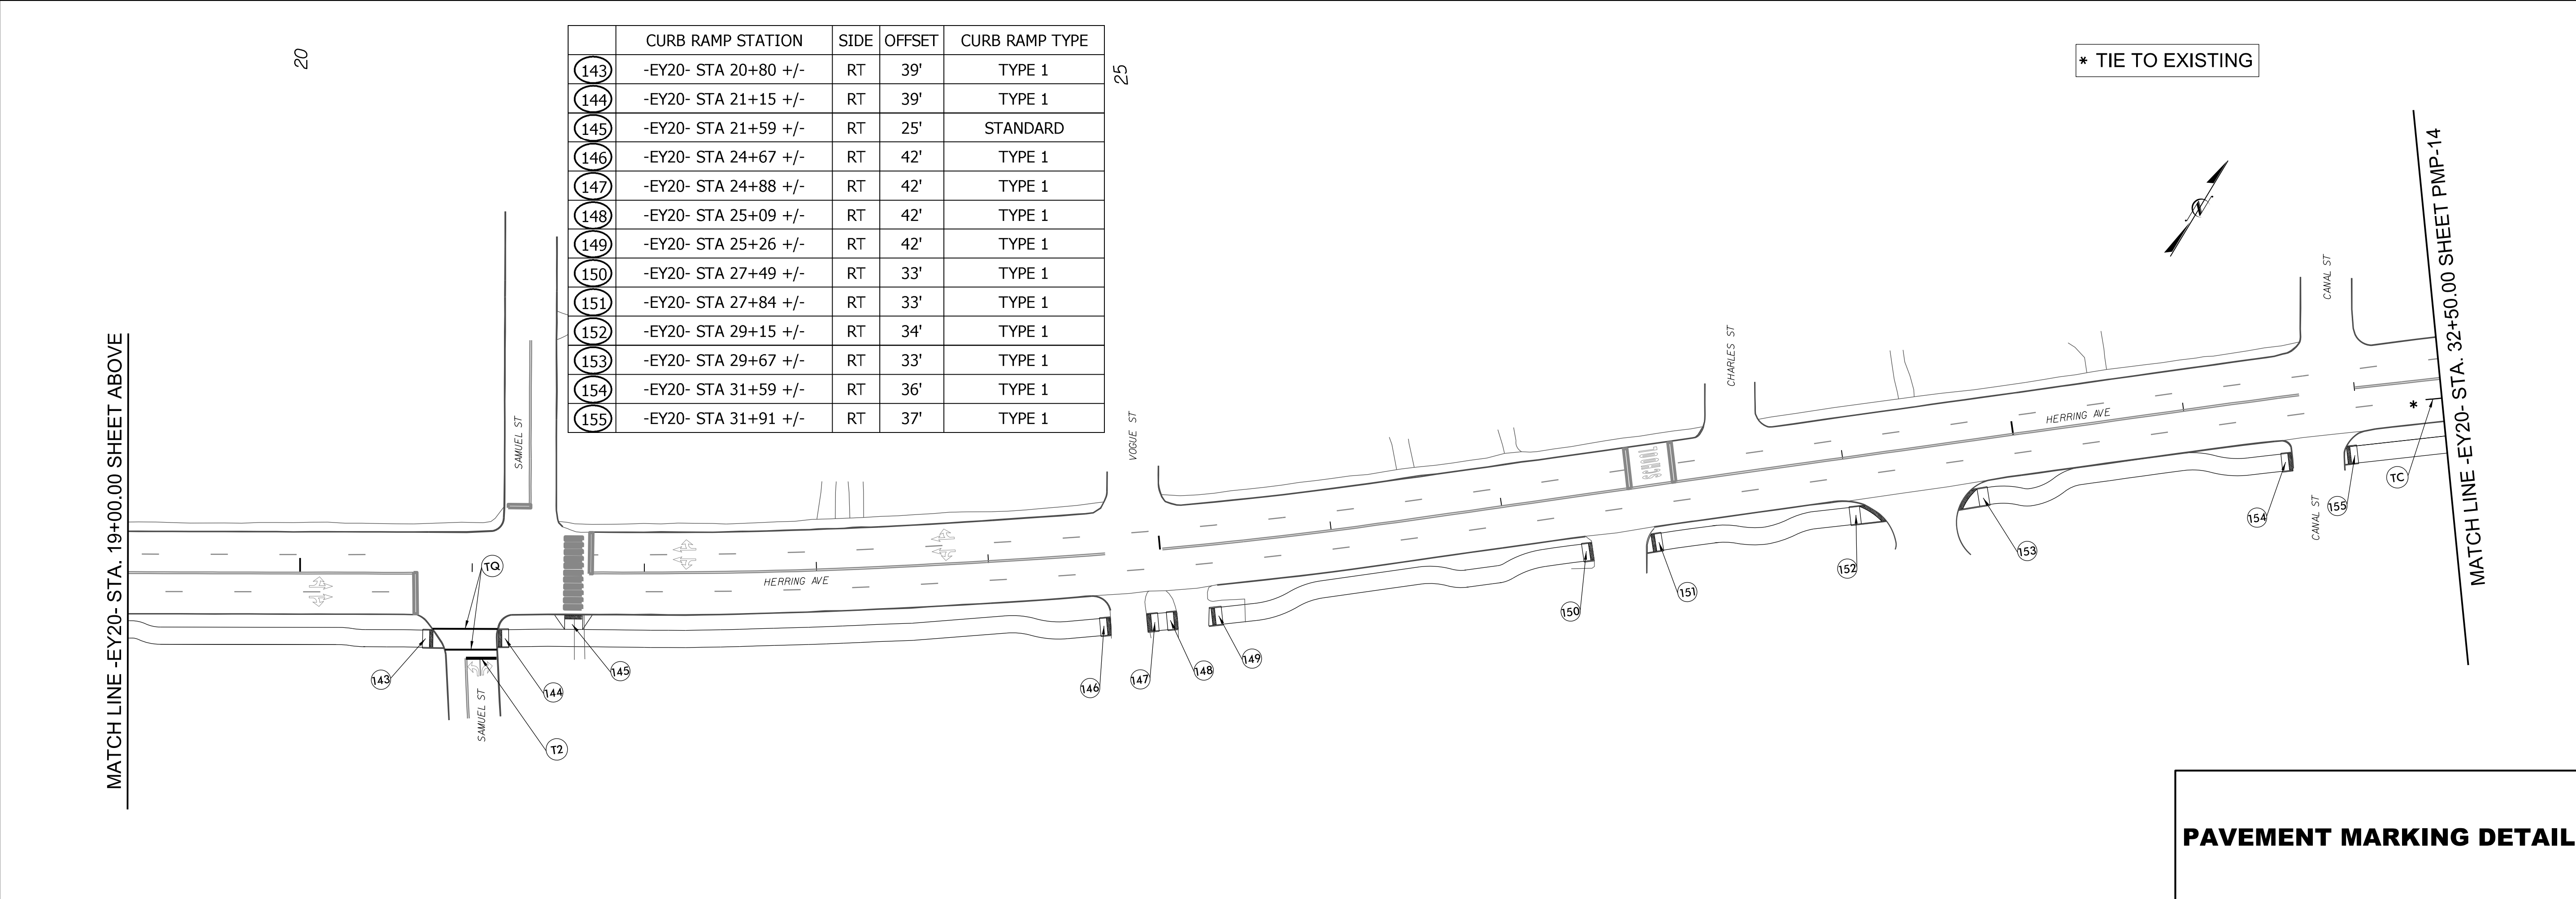 20
CURB RAMP STATION SIDE OFFSET CURB RAMP TYPE
143 -EY20- STA 20+80 +/- RT 39' TYPE 1
144 -EY20- STA 21+15 +/- RT 39' TYPE 1
145 -EY20- STA 21+59 +/- RT 25' STANDARD
146 -EY20- STA 24+67 +/- RT 42' TYPE 1
147 -EY20- STA 24+88 +/- RT 42' TYPE 1
148 -EY20- STA 25+09 +/- RT 42' TYPE 1
149 -EY20- STA 25+26 +/- RT 42' TYPE 1
150 -EY20- STA 27+49 +/- RT 33' TYPE 1
151 -EY20- STA 27+84 +/- RT 33' TYPE 1
152 -EY20- STA 29+15 +/- RT 34' TYPE 1
153 -EY20- STA 29+67 +/- RT 33' TYPE 1
154 -EY20- STA 31+59 +/- RT 36' TYPE 1
155 -EY20- STA 31+91 +/- RT 37' TYPE 1
25
* TIE TO EXISTING
MATCH LINE -EY20- STA. 19+00.00 SHEET ABOVE
SAMUEL ST
VOGUE ST
CHARLES ST
CANAL ST
MATCH LINE -EY20- STA. 32+50.00 SHEET PMP-14
N
HERRING AVE
*
SCHOOL
TC
TQ
HERRING AVE
143
144
145
146
147
148
149
150
151
152
153
154
CANAL ST
155
SAMUEL ST
T2
PAVEMENT MARKING DETAIL